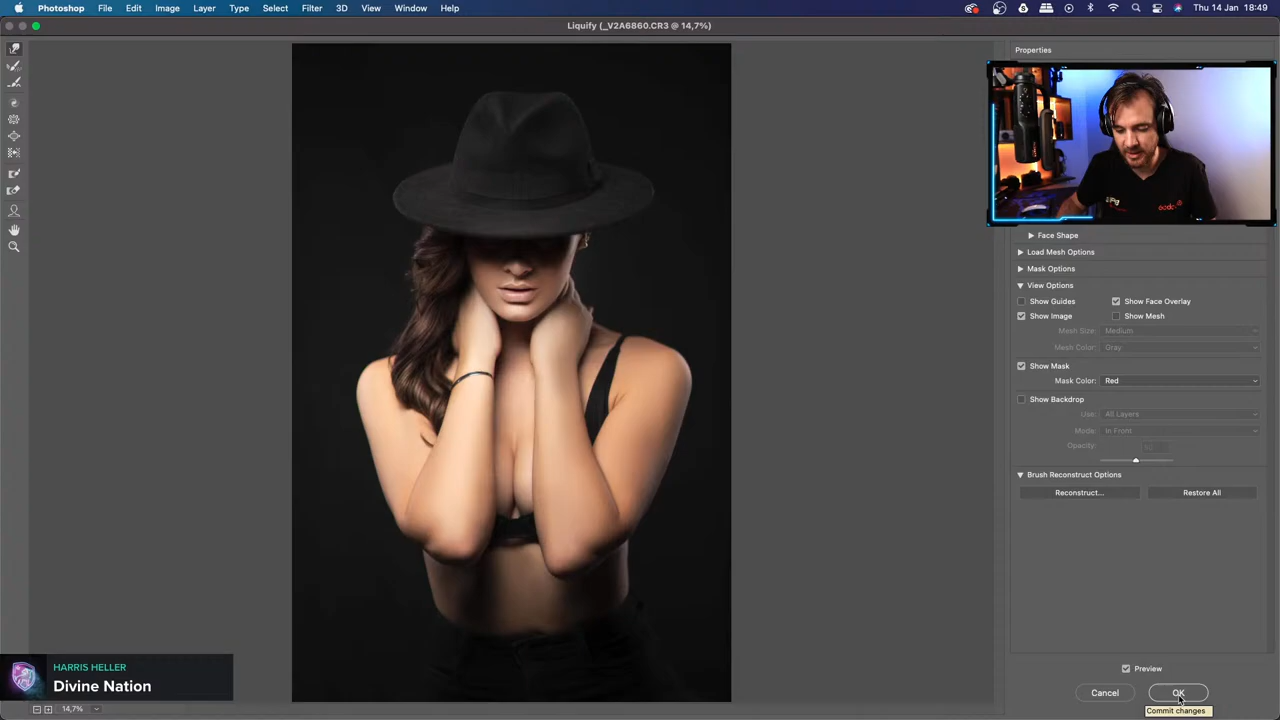 Photoshop File Edit Image Layer Type Select Filter 3D View Window Help Thu 14 Jan 18:49
Liquify (_V2A6860.CR3 @ 14,7%)
Properties
Face Shape
Load Mesh Options
Mask Options
View Options
Show Guides Show Face Overlay
Show Image Show Mesh
Mesh Size: Medium
Mesh Color: Gray
Show Mask
Mask Color: Red
Show Backdrop
Use: All Layers
Mode: In Front
Opacity:
Brush Reconstruct Options
Reconstruct... Restore All
HARRIS HELLER
Divine Nation
Preview
Cancel OK
Commit changes
14,7%